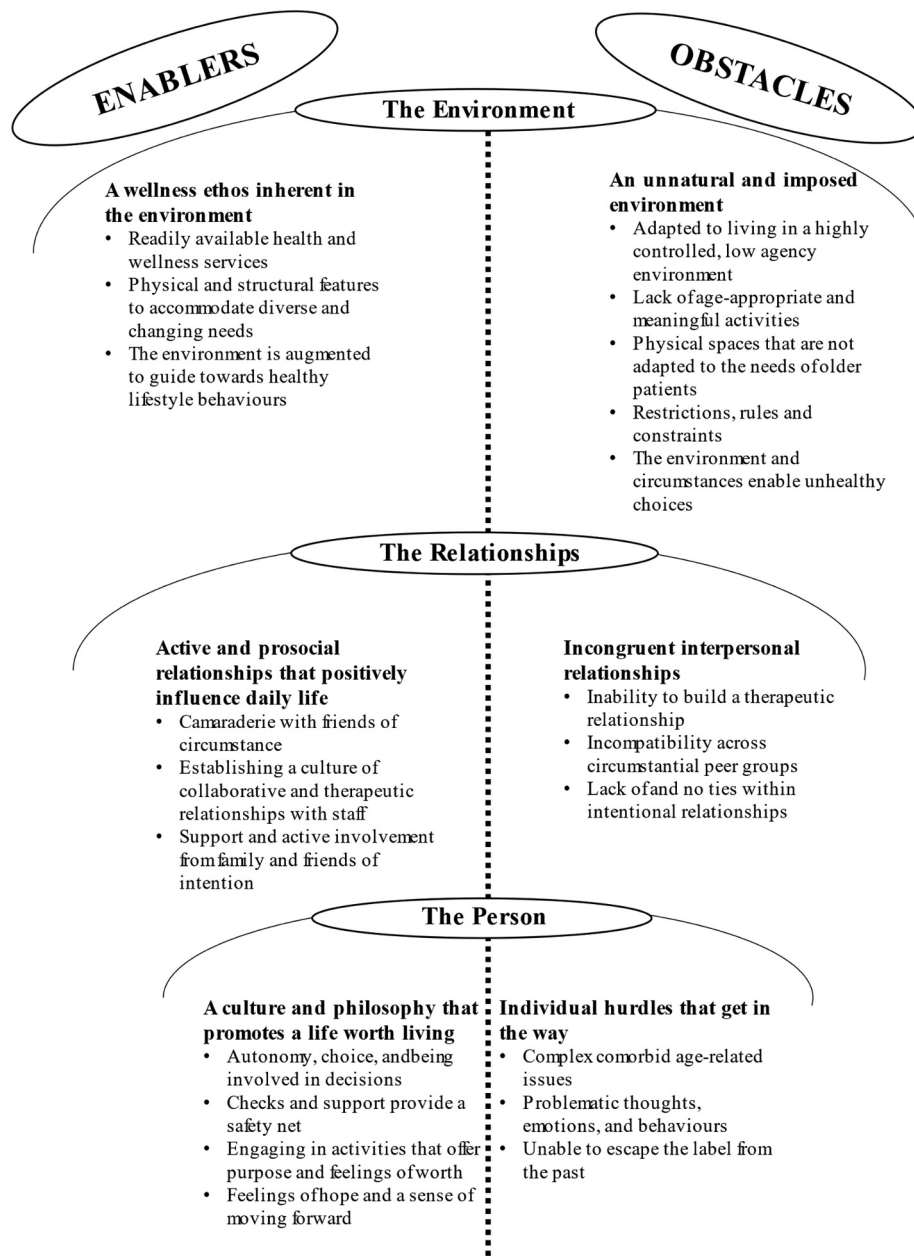 ENABLERS
OBSTACLES
The Environment
A wellness ethos inherent in
the environment
• Readily available health and
wellness services
• Physical and structural features
to accommodate diverse and
changing needs
• The environment is augmented
to guide towards healthy
lifestyle behaviours
An unnatural and imposed
environment
• Adapted to living in a highly
controlled, low agency
environment
• Lack of age-appropriate and
meaningful activities
• Physical spaces that are not
adapted to the needs of older
patients
• Restrictions, rules and
constraints
• The environment and
circumstances enable unhealthy
choices
The Relationships
Active and prosocial
relationships that positively
influence daily life
• Camaraderie with friends of
circumstance
• Establishing a culture of
collaborative and therapeutic
relationships with staff
• Support and active involvement
from family and friends of
intention
Incongruent interpersonal
relationships
• Inability to build a therapeutic
relationship
• Incompatibility across
circumstantial peer groups
• Lack of and no ties within
intentional relationships
The Person
A culture and philosophy that
promotes a life worth living
• Autonomy, choice, andbeing
involved in decisions
• Checks and support provide a
safety net
• Engaging in activities that offer
purpose and feelings of worth
• Feelings of hope and a sense of
moving forward
Individual hurdles that get in
the way
• Complex comorbid age-related
issues
• Problematic thoughts,
emotions, and behaviours
• Unable to escape the label from
the past